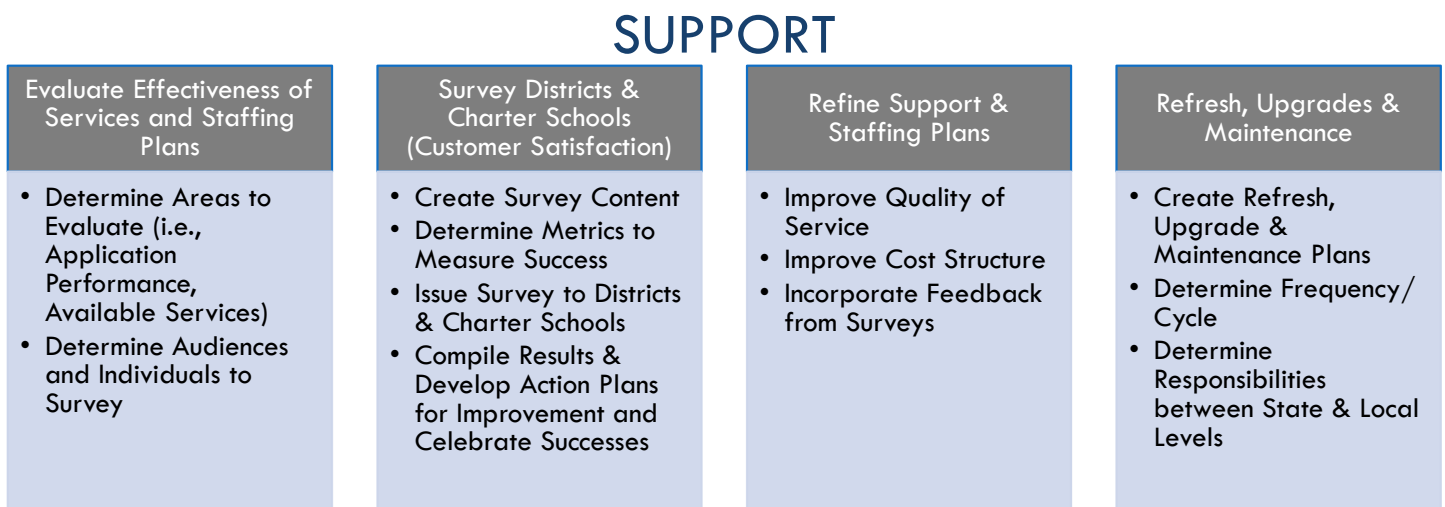 SUPPORT
Evaluate Effectiveness of
Services and Staffing
Plans
• Determine Areas to
Evaluate (i.e.,
Application
Performance,
Available Services)
• Determine Audiences
and Individuals to
Survey
Survey Districts &
Charter Schools
(Customer Satisfaction)
• Create Survey Content
• Determine Metrics to
Measure Success
• Issue Survey to Districts
& Charter Schools
• Compile Results &
Develop Action Plans
for Improvement and
Celebrate Successes
Refine Support &
Staffing Plans
• Improve Quality of
Service
• Improve Cost Structure
• Incorporate Feedback
from Surveys
Refresh, Upgrades &
Maintenance
• Create Refresh,
Upgrade &
Maintenance Plans
• Determine Frequency/
Cycle
• Determine
Responsibilities
between State & Local
Levels